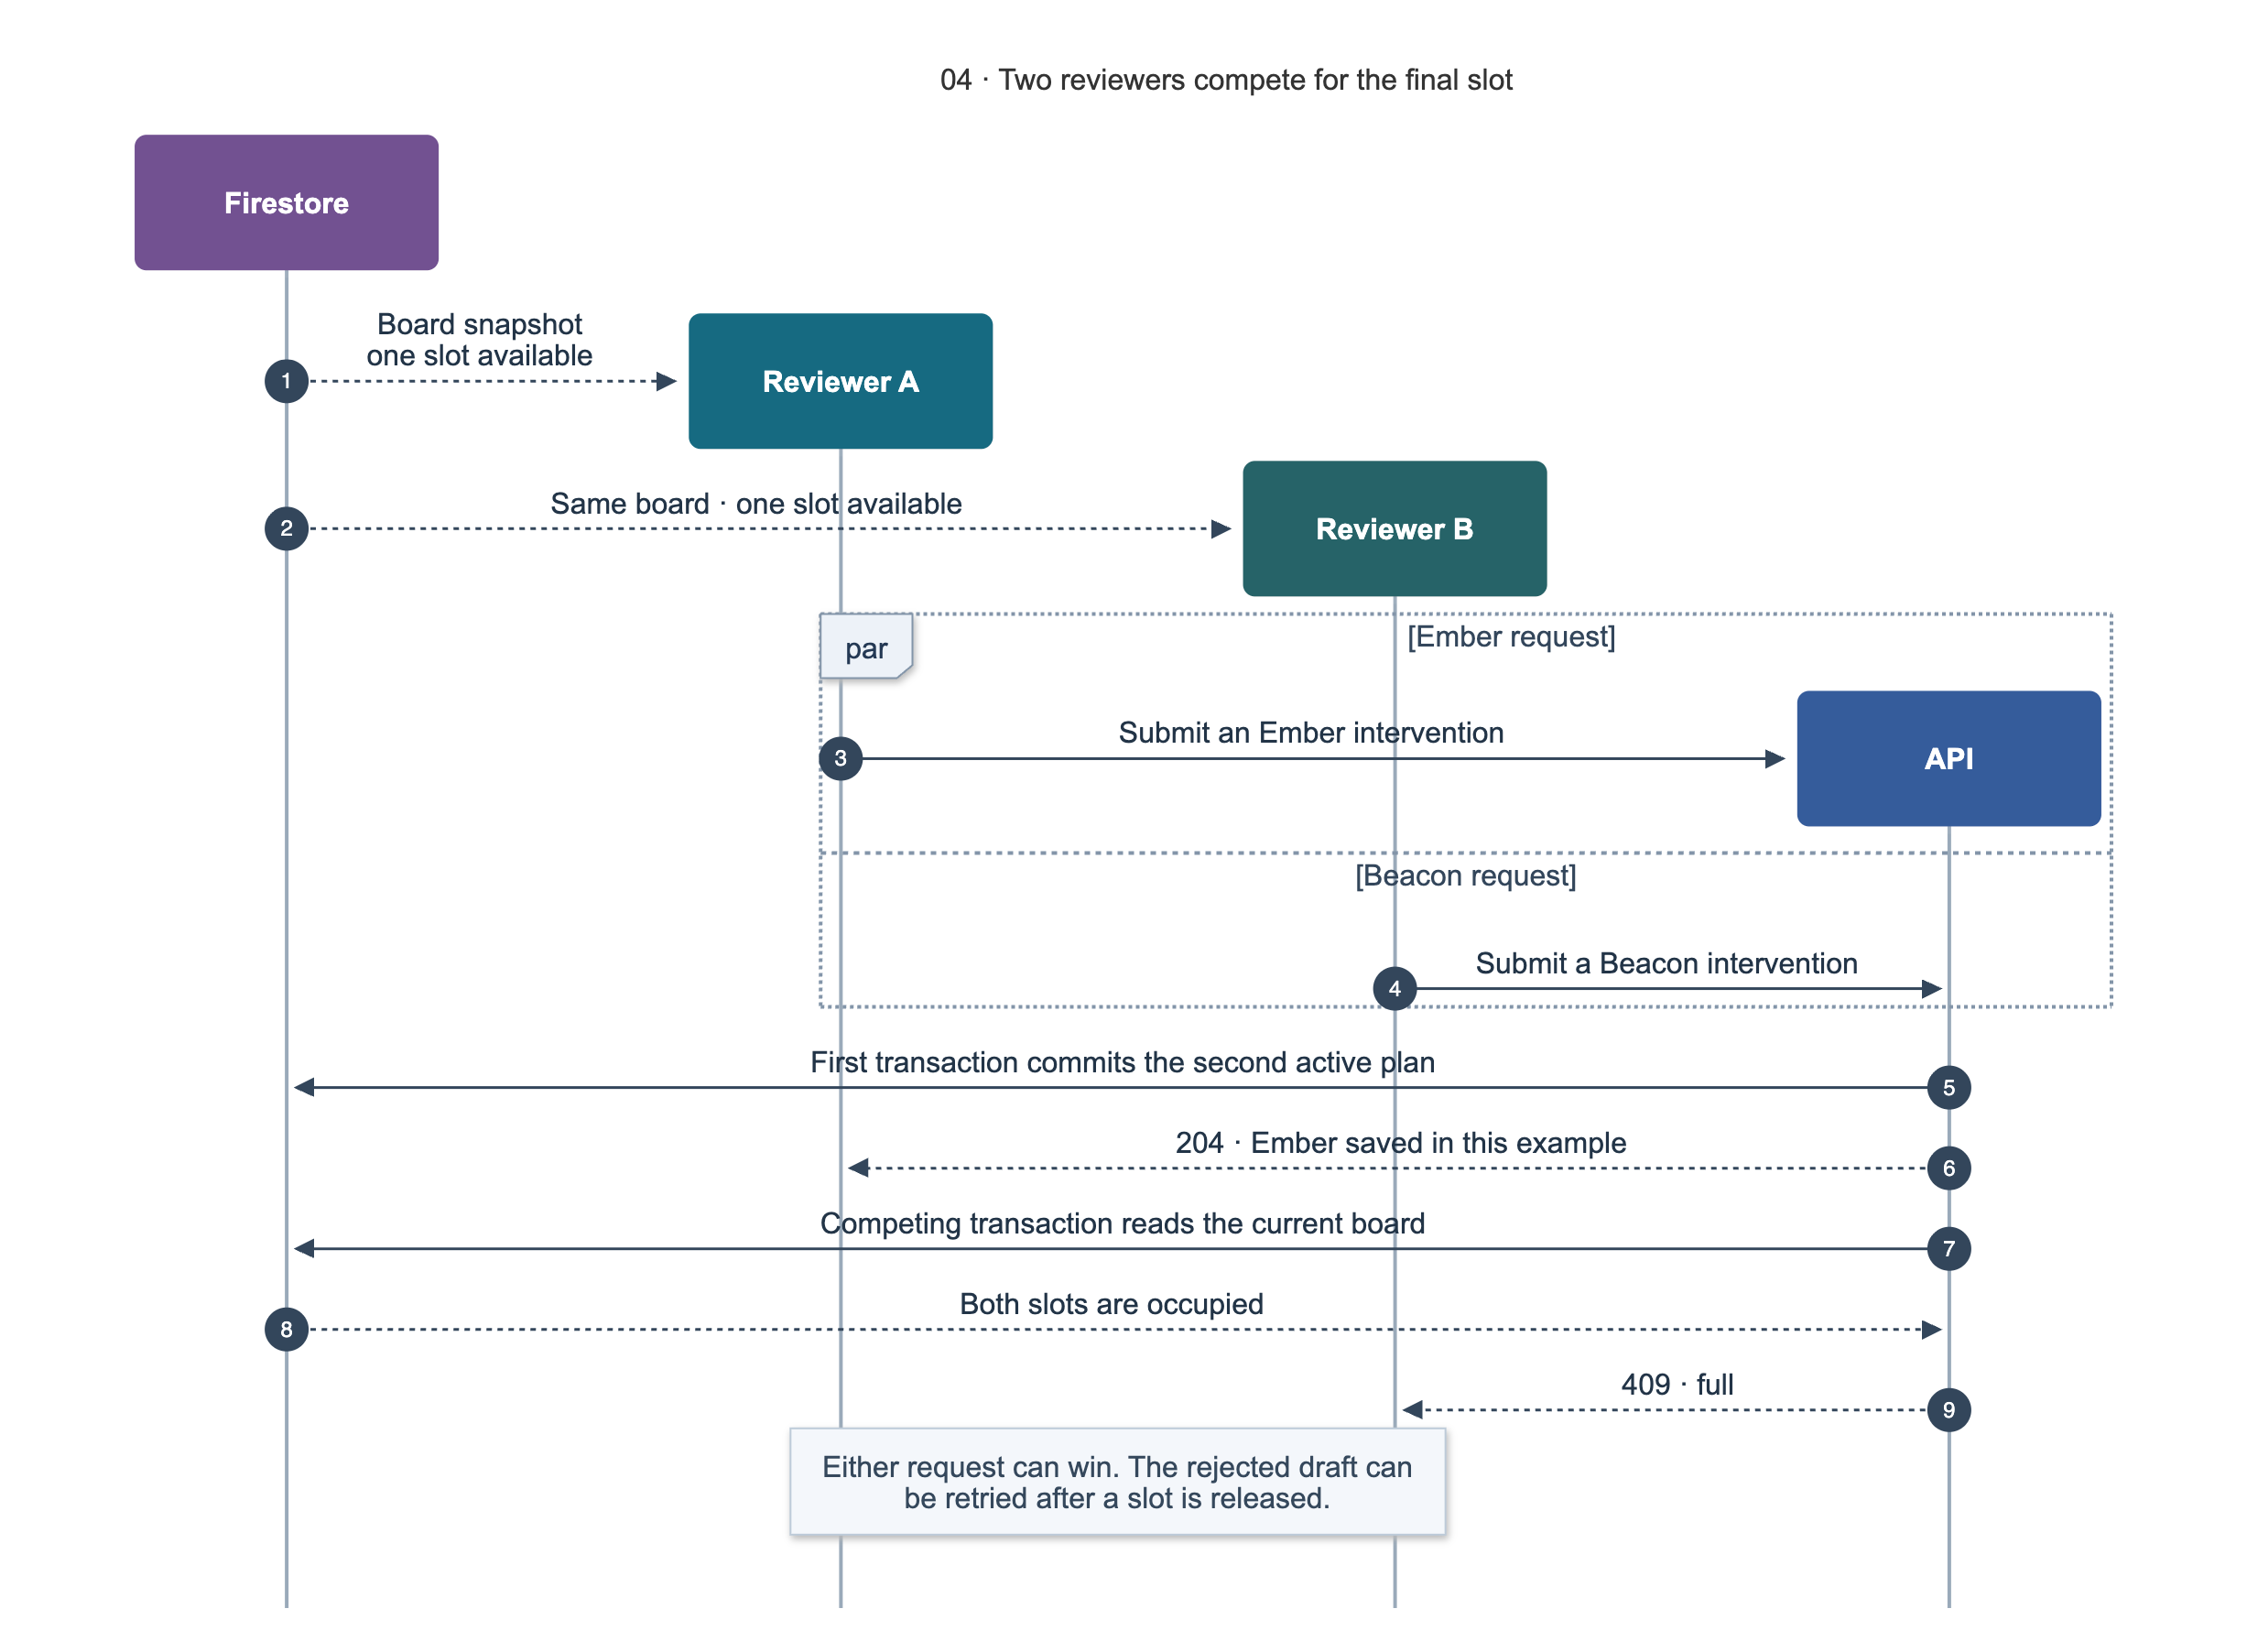 04 · Two reviewers compete for the final slot
Firestore
Board snapshot
one slot available
1
Reviewer A
Same board · one slot available
2
Reviewer B
par
[Ember request]
Submit an Ember intervention
3
API
[Beacon request]
Submit a Beacon intervention
4
First transaction commits the second active plan
5
204 · Ember saved in this example
6
Competing transaction reads the current board
7
Both slots are occupied
8
409 · full
9
Either request can win. The rejected draft can
be retried after a slot is released.